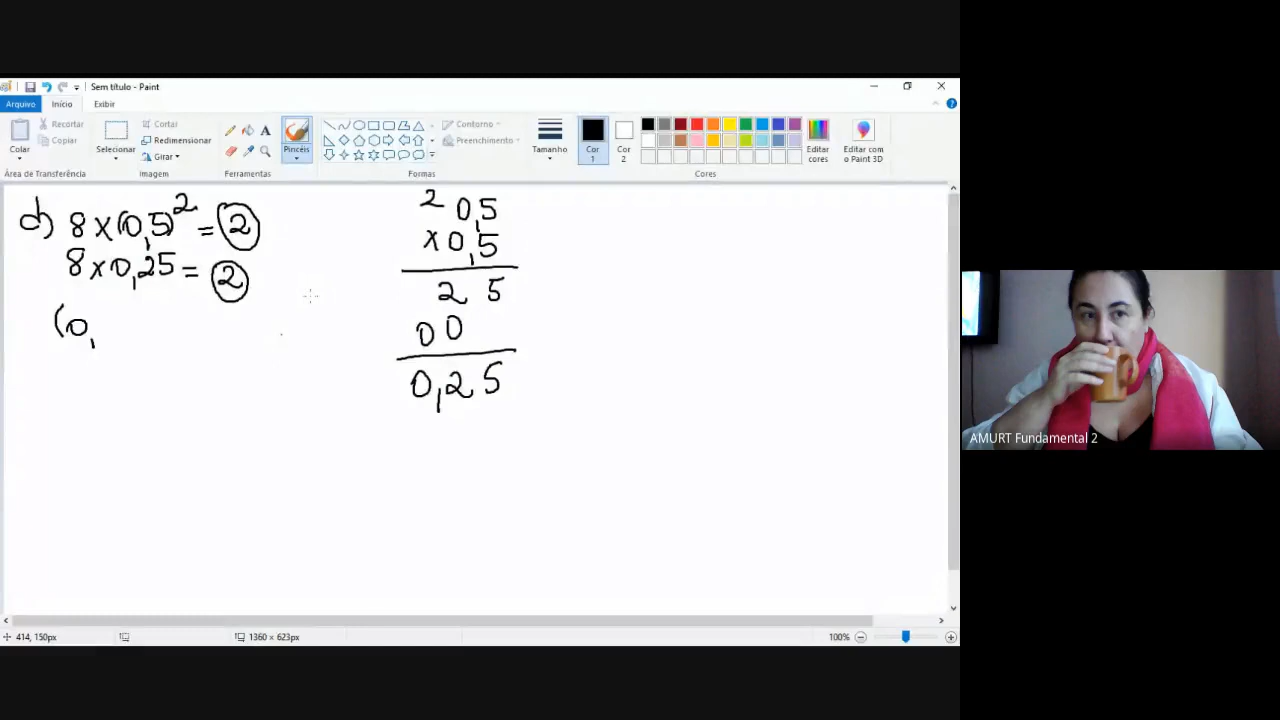 Sem título - Paint
Arquivo Início Exibir
Colar
Recortar
Copiar
Área de Transferência
Selecionar
Cortar
Redimensionar
Girar
Imagem
A
Ferramentas
Pincéis
Contorno
Preenchimento
Formas
Tamanho
Cor 1
Cor 2
Editar cores
Editar com o Paint 3D
Cores
d) 8 x (0,5)² = 2
8 x 0,25 = 2
(0,
2 0,5
x 0,5
2 5
0 0
0,25
AMURT Fundamental 2
414, 150px
1360 × 623px
100%